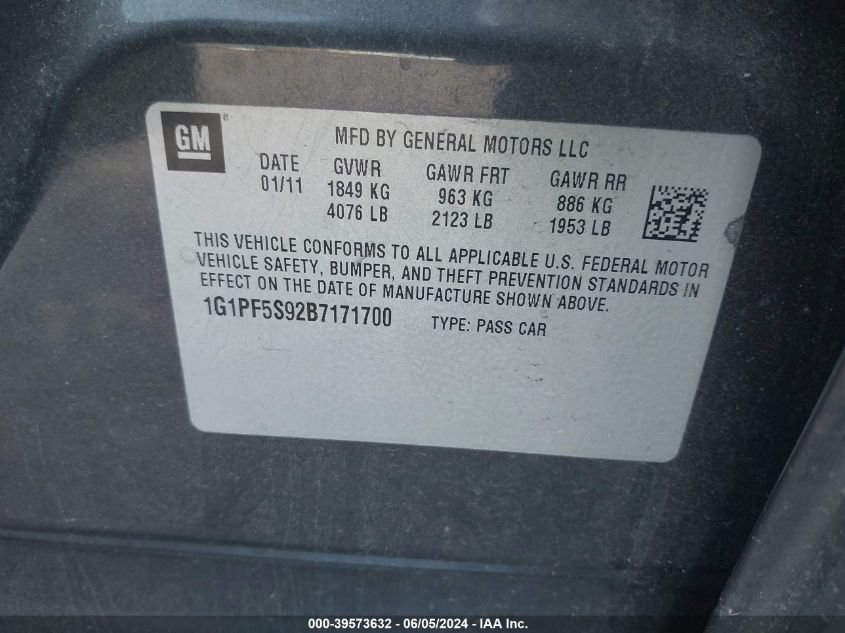 GM ®
MFD BY GENERAL MOTORS LLC
DATE GVWR GAWR FRT GAWR RR
01/11 1849 KG 963 KG 886 KG
4076 LB 2123 LB 1953 LB
THIS VEHICLE CONFORMS TO ALL APPLICABLE U.S. FEDERAL MOTOR
VEHICLE SAFETY, BUMPER, AND THEFT PREVENTION STANDARDS IN
EFFECT ON THE DATE OF MANUFACTURE SHOWN ABOVE.
1G1PF5S92B7171700 TYPE: PASS CAR
000-39573632 - 06/05/2024 - IAA Inc.